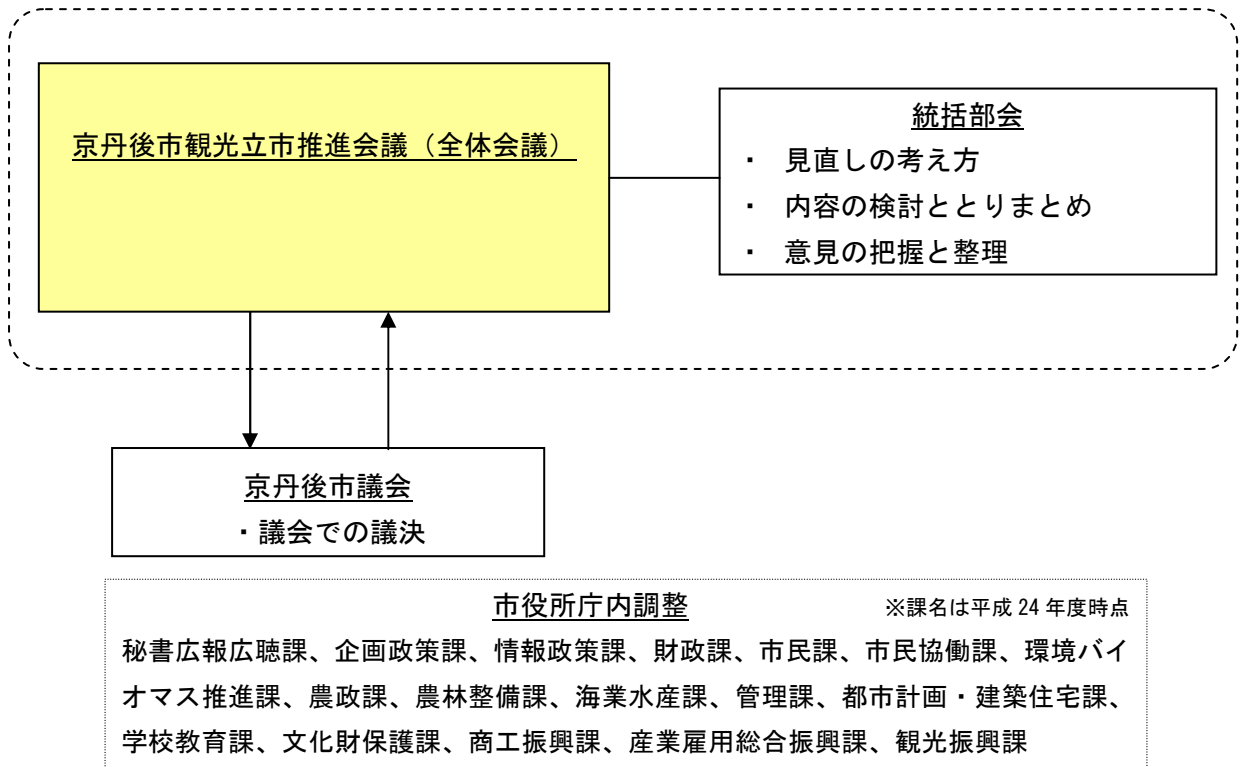 京丹後市観光立市推進会議（全体会議）
統括部会
・ 見直しの考え方
・ 内容の検討ととりまとめ
・ 意見の把握と整理
京丹後市議会
・議会での議決
市役所庁内調整 ※課名は平成 24 年度時点
秘書広報広聴課、企画政策課、情報政策課、財政課、市民課、市民協働課、環境バイ
オマス推進課、農政課、農林整備課、海業水産課、管理課、都市計画・建築住宅課、
学校教育課、文化財保護課、商工振興課、産業雇用総合振興課、観光振興課